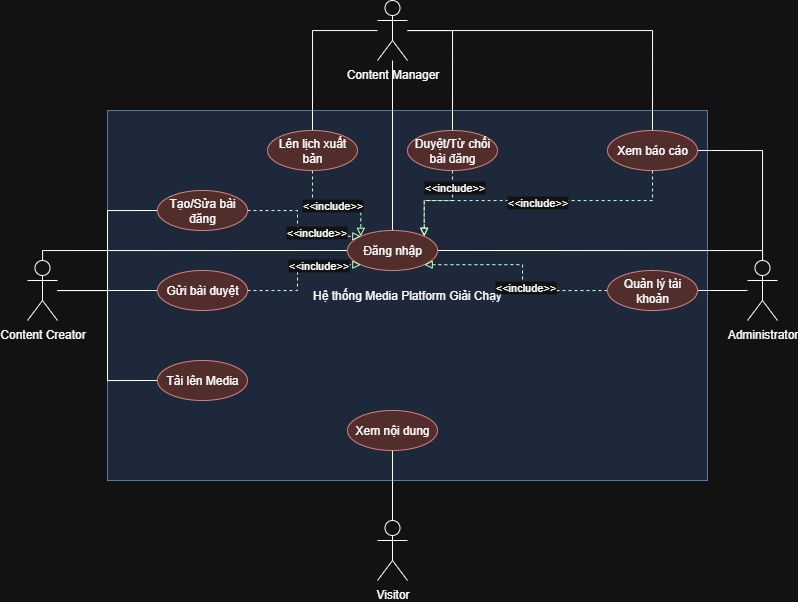 Content Manager
Lên lịch xuất
bản
Duyệt/Từ chối
bài đăng
Xem báo cáo
<<include>>
<<include>>
<<include>>
Tạo/Sửa bài
đăng
<<include>>
Đăng nhập
<<include>>
Gửi bài duyệt
Hệ thống Media Platform Giải Chạy
<<include>>
Quản lý tài
khoản
Content Creator
Administrator
Tải lên Media
Xem nội dung
Visitor